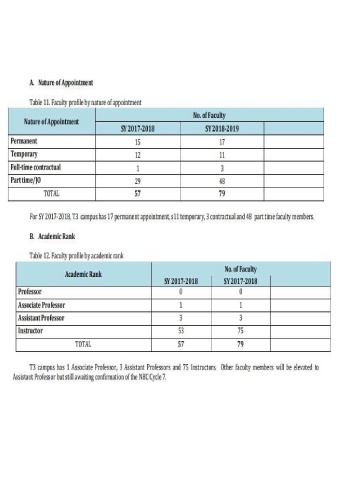 A. Nature of Appointment
Table 11. Faculty profile by nature of appointment
Nature of Appointment No. of Faculty
SY 2017-2018 SY 2018-2019
Permanent 15 17
Temporary 12 11
Full-time contractual 1 3
Part time/JO 29 48
TOTAL 57 79
For SY 2017-2018, T3 campus has 17 permanent appointment, s11 temporary, 3 contractual and 48 part time faculty members.
B. Academic Rank
Table 12. Faculty profile by academic rank
Academic Rank No. of Faculty
SY 2017-2018 SY 2017-2018
Professor 0 0
Associate Professor 1 1
Assistant Professor 3 3
Instructor 53 75
TOTAL 57 79
T3 campus has 1 Associate Professor, 3 Assistant Professors and 75 Instructors Other faculty members will be elevated to
Assistant Professor but still awaiting confirmation of the NBC Cycle 7.